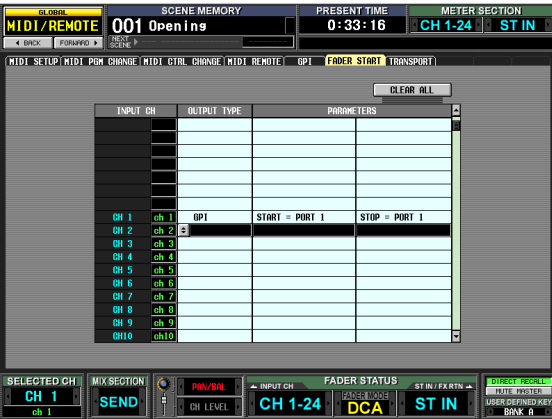 GLOBAL
MIDI/REMOTE
BACK
FORWARD
SCENE MEMORY
001 Opening
NEXT
SCENE
PRESENT TIME
0:33:16
METER SECTION
CH 1-24
ST IN
MIDI SETUP
MIDI PGM CHANGE
MIDI CTRL CHANGE
MIDI REMOTE
GPI
FADER START
TRANSPORT
CLEAR ALL
INPUT CH
OUTPUT TYPE
PARAMETERS
CH 1 ch 1 GPI START = PORT 1 STOP = PORT 1
CH 2 ch 2
CH 3 ch 3
CH 4 ch 4
CH 5 ch 5
CH 6 ch 6
CH 7 ch 7
CH 8 ch 8
CH 9 ch 9
CH10 ch10
SELECTED CH
CH 1
ch 1
MIX SECTION
SEND
PAN/BAL
CH LEVEL
FADER STATUS
INPUT CH
CH 1-24
FADER MODE
DCA
ST IN / FX RTN
ST IN
DIRECT RECALL
MUTE MASTER
USER DEFINED KEY
BANK A